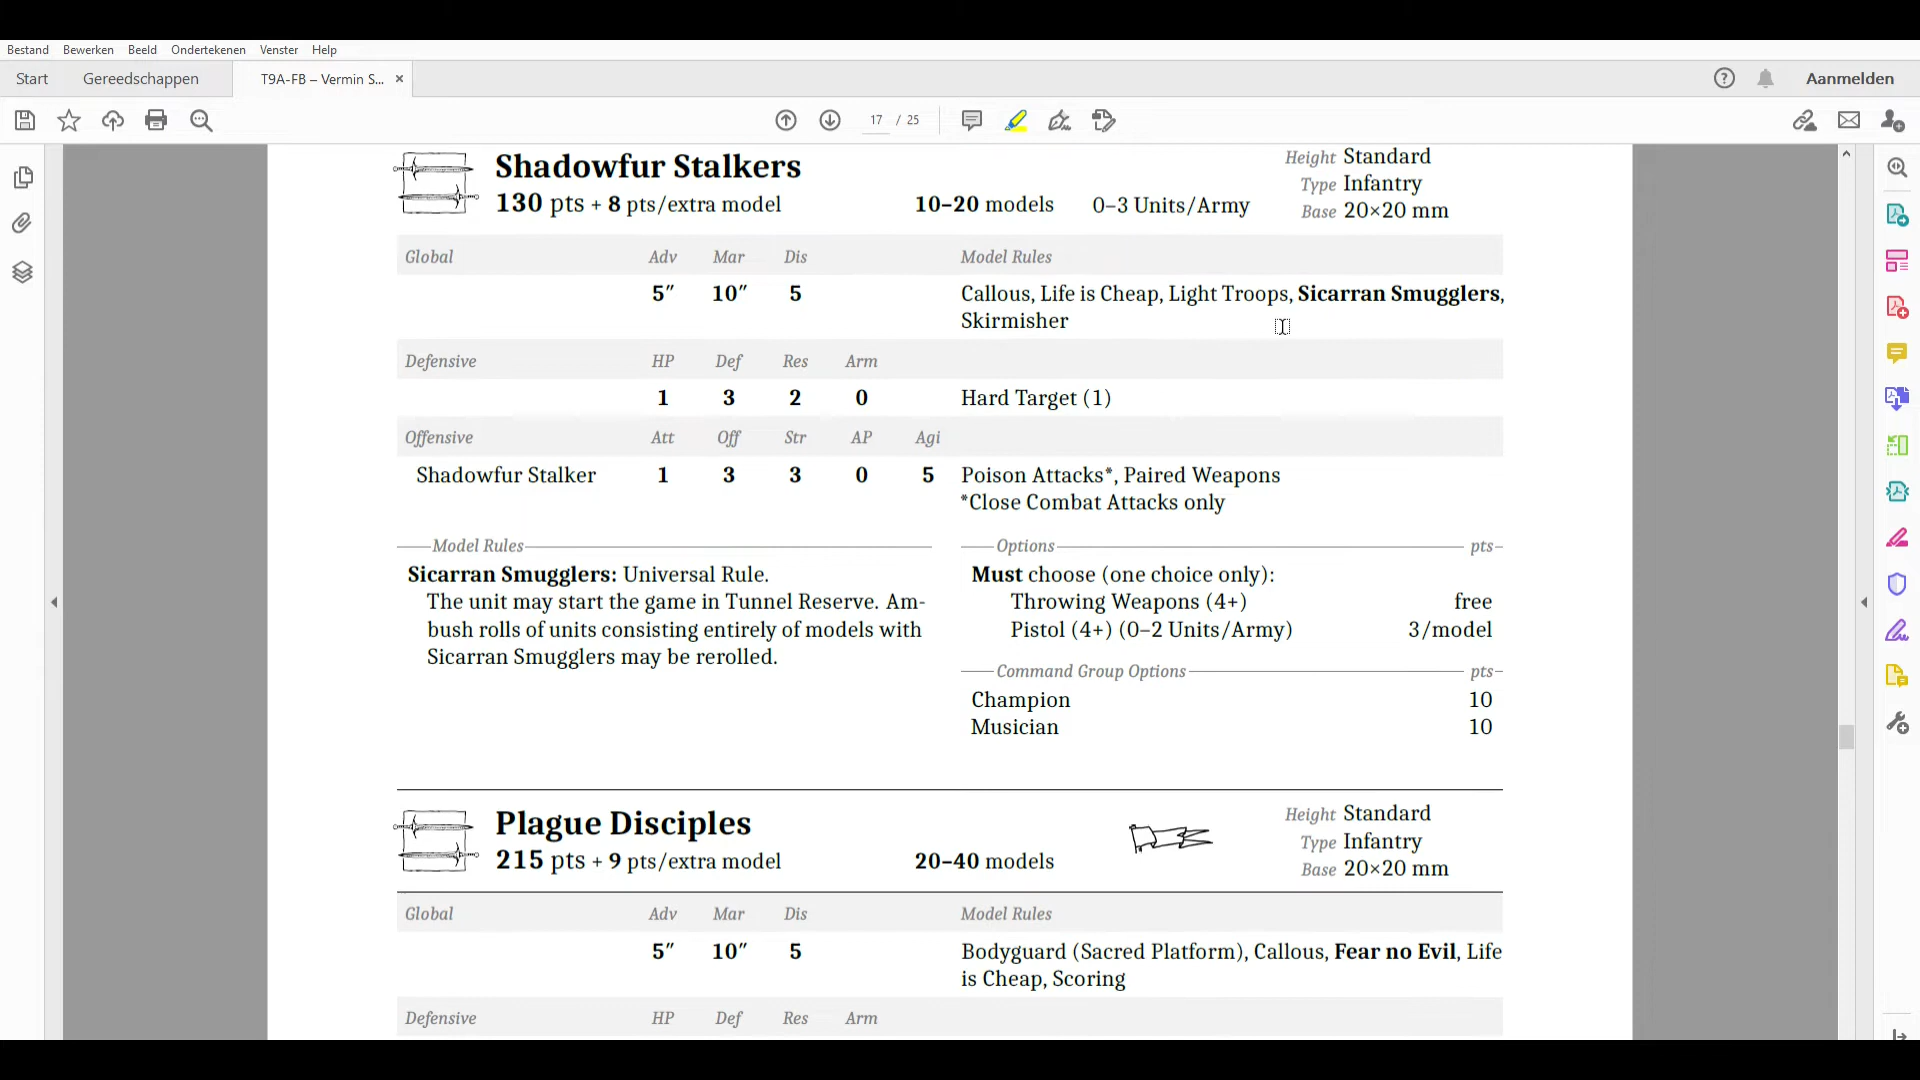 Bestand Bewerken Beeld Ondertekenen Venster Help
Start Gereedschappen T9A-FB – Vermin S... × Aanmelden
17 / 25
Shadowfur Stalkers Height Standard
Type Infantry
130 pts + 8 pts/extra model 10–20 models 0–3 Units/Army Base 20×20 mm
Global Adv Mar Dis Model Rules
5″ 10″ 5 Callous, Life is Cheap, Light Troops, Sicarran Smugglers,
Skirmisher
Defensive HP Def Res Arm
1 3 2 0 Hard Target (1)
Offensive Att Off Str AP Agi
Shadowfur Stalker 1 3 3 0 5 Poison Attacks*, Paired Weapons
*Close Combat Attacks only
Model Rules
Sicarran Smugglers: Universal Rule.
The unit may start the game in Tunnel Reserve. Am-
bush rolls of units consisting entirely of models with
Sicarran Smugglers may be rerolled.
Options pts
Must choose (one choice only):
Throwing Weapons (4+) free
Pistol (4+) (0–2 Units/Army) 3/model
Command Group Options pts
Champion 10
Musician 10
Plague Disciples Height Standard
Type Infantry
215 pts + 9 pts/extra model 20–40 models Base 20×20 mm
Global Adv Mar Dis Model Rules
5″ 10″ 5 Bodyguard (Sacred Platform), Callous, Fear no Evil, Life
is Cheap, Scoring
Defensive HP Def Res Arm